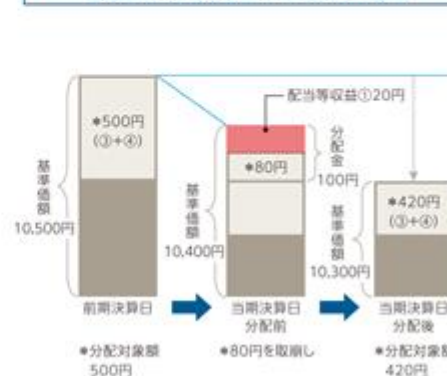 配当等収益①20円
*500円
(③+④)
分配金
100円
*80円
基準価額
10,500円
基準価額
10,400円
基準価額
10,300円
*420円
(③+④)
前期決算日
当期決算日
分配前
当期決算日
分配後
*分配対象額
500円
*80円を取崩し
*分配対象額
420円